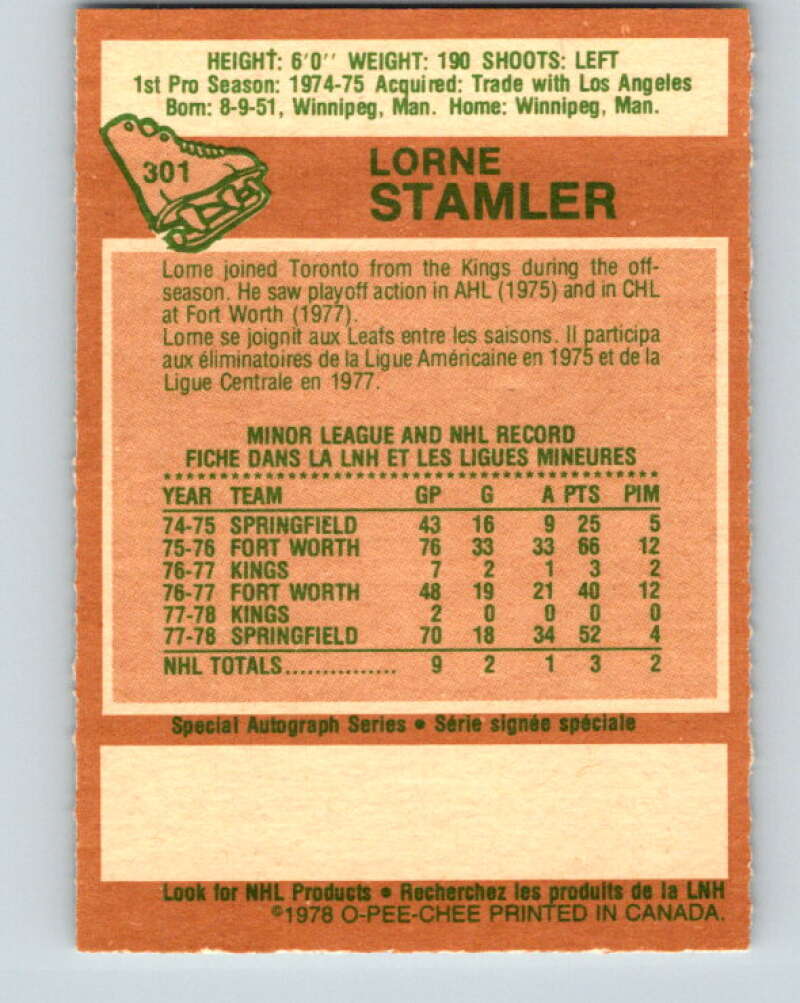 HEIGHT: 6'0'' WEIGHT: 190 SHOOTS: LEFT
1st Pro Season: 1974-75 Acquired: Trade with Los Angeles
Born: 8-9-51, Winnipeg, Man. Home: Winnipeg, Man.
301
LORNE
STAMLER
Lorne joined Toronto from the Kings during the off-
season. He saw playoff action in AHL (1975) and in CHL
at Fort Worth (1977).
Lorne se joignit aux Leafs entre les saisons. Il participa
aux éliminatoires de la Ligue Américaine en 1975 et de la
Ligue Centrale en 1977.
MINOR LEAGUE AND NHL RECORD
FICHE DANS LA LNH ET LES LIGUES MINEURES
YEAR TEAM GP G A PTS PIM
74-75 SPRINGFIELD 43 16 9 25 5
75-76 FORT WORTH 76 33 33 66 12
76-77 KINGS 7 2 1 3 2
76-77 FORT WORTH 48 19 21 40 12
77-78 KINGS 2 0 0 0 0
77-78 SPRINGFIELD 70 18 34 52 4
NHL TOTALS............... 9 2 1 3 2
Special Autograph Series • Série signée spéciale
Look for NHL Products • Recherchez les produits de la LNH
©1978 O-PEE-CHEE PRINTED IN CANADA.